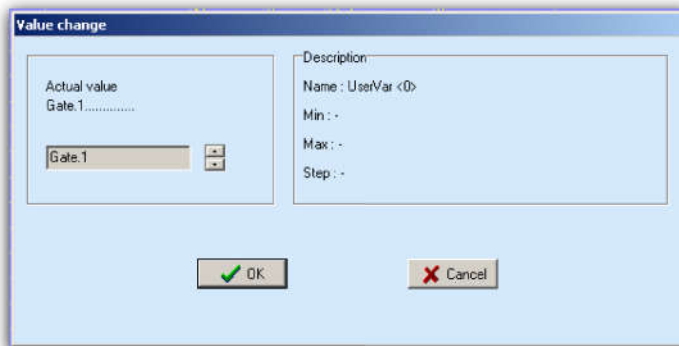 Value change
Actual value
Gate.1.............
Gate.1
Description
Name : UserVar <0>
Min : -
Max : -
Step : -
OK
Cancel